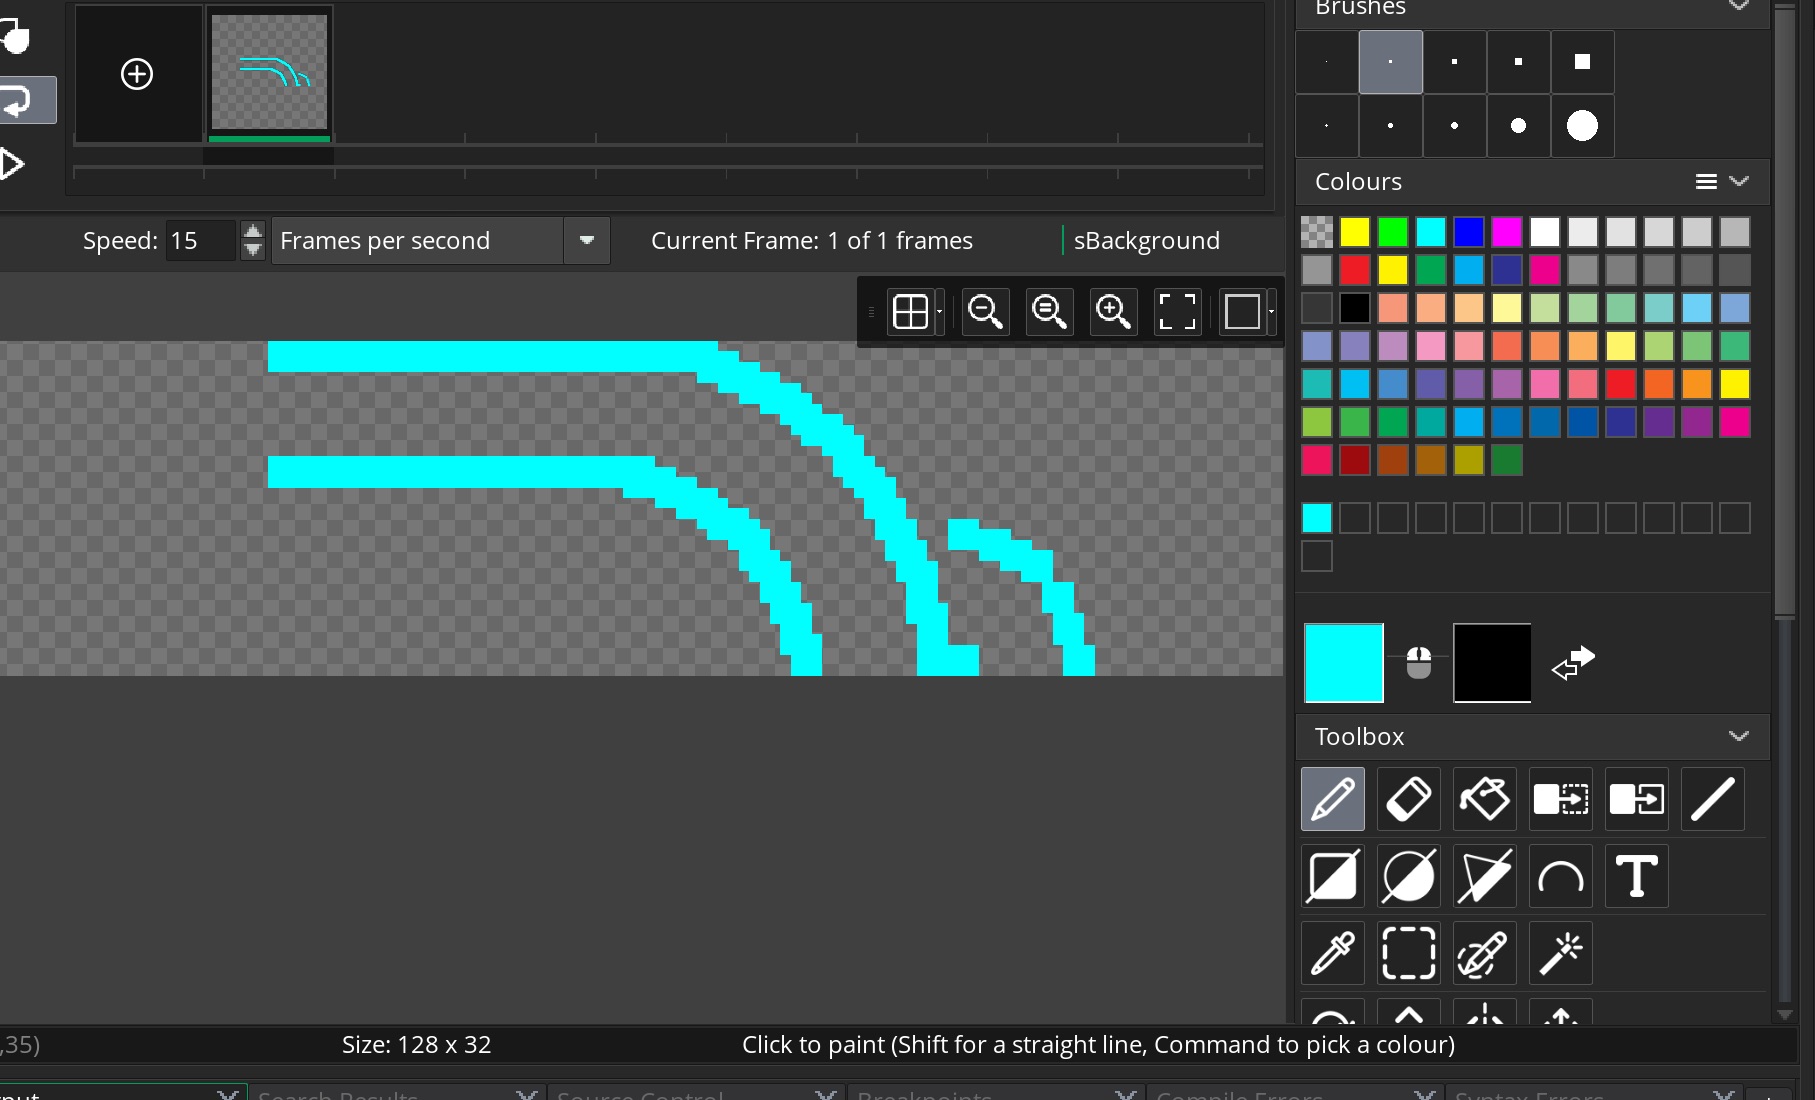 Brushes
Colours
Speed: 15 Frames per second Current Frame: 1 of 1 frames sBackground
Toolbox
,35) Size: 128 x 32 Click to paint (Shift for a straight line, Command to pick a colour)
Search Results Source Control Breakpoints Compile Errors Syntax Errors